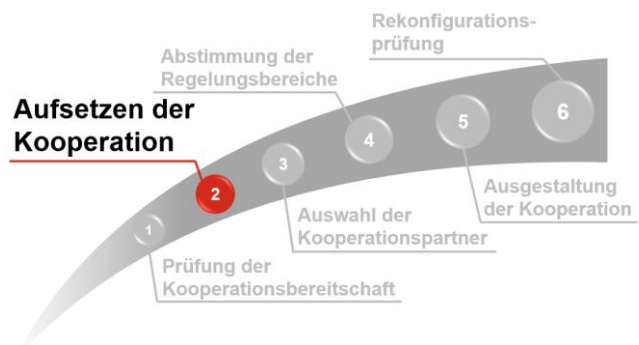 Rekonfigurations-
prüfung
Abstimmung der
Regelungsbereiche
Aufsetzen der
Kooperation
6
5
4
3
2
1
Ausgestaltung
der Kooperation
Auswahl der
Kooperationspartner
Prüfung der
Kooperationsbereitschaft